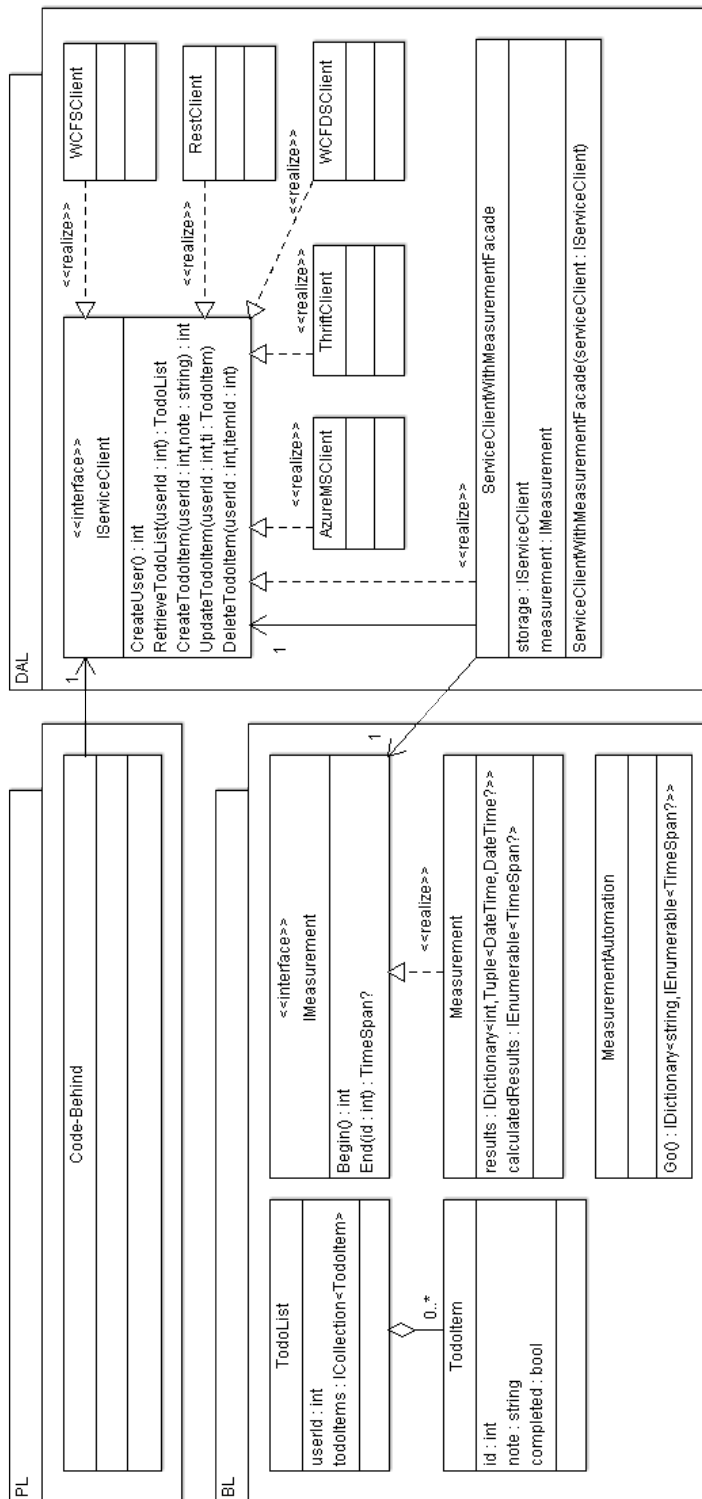 PL
Code-Behind
1
BL
TodoList
userId : int
todoItems : ICollection<TodoItem>
0..*
TodoItem
id : int
note : string
completed : bool
<<interface>>
IMeasurement
Begin() : int
End(id : int) : TimeSpan?
1
<<realize>>
Measurement
results : IDictionary<int,Tuple<DateTime,DateTime?>>
calculatedResults : IEnumerable<TimeSpan?>
MeasurementAutomation
Go() : IDictionary<string,IEnumerable<TimeSpan?>>
DAL
<<interface>>
IServiceClient
CreateUser() : int
RetrieveTodoList(userId : int) : TodoList
CreateTodoItem(userId : int,note : string) : int
UpdateTodoItem(userId : int,ti : TodoItem)
DeleteTodoItem(userId : int,itemId : int)
<<realize>>
WCFSClient
<<realize>>
RestClient
<<realize>>
WCFDSClient
<<realize>>
ThriftClient
<<realize>>
AzureMSClient
<<realize>>
1
ServiceClientWithMeasurementFacade
storage : IServiceClient
measurement : IMeasurement
ServiceClientWithMeasurementFacade(serviceClient : IServiceClient)